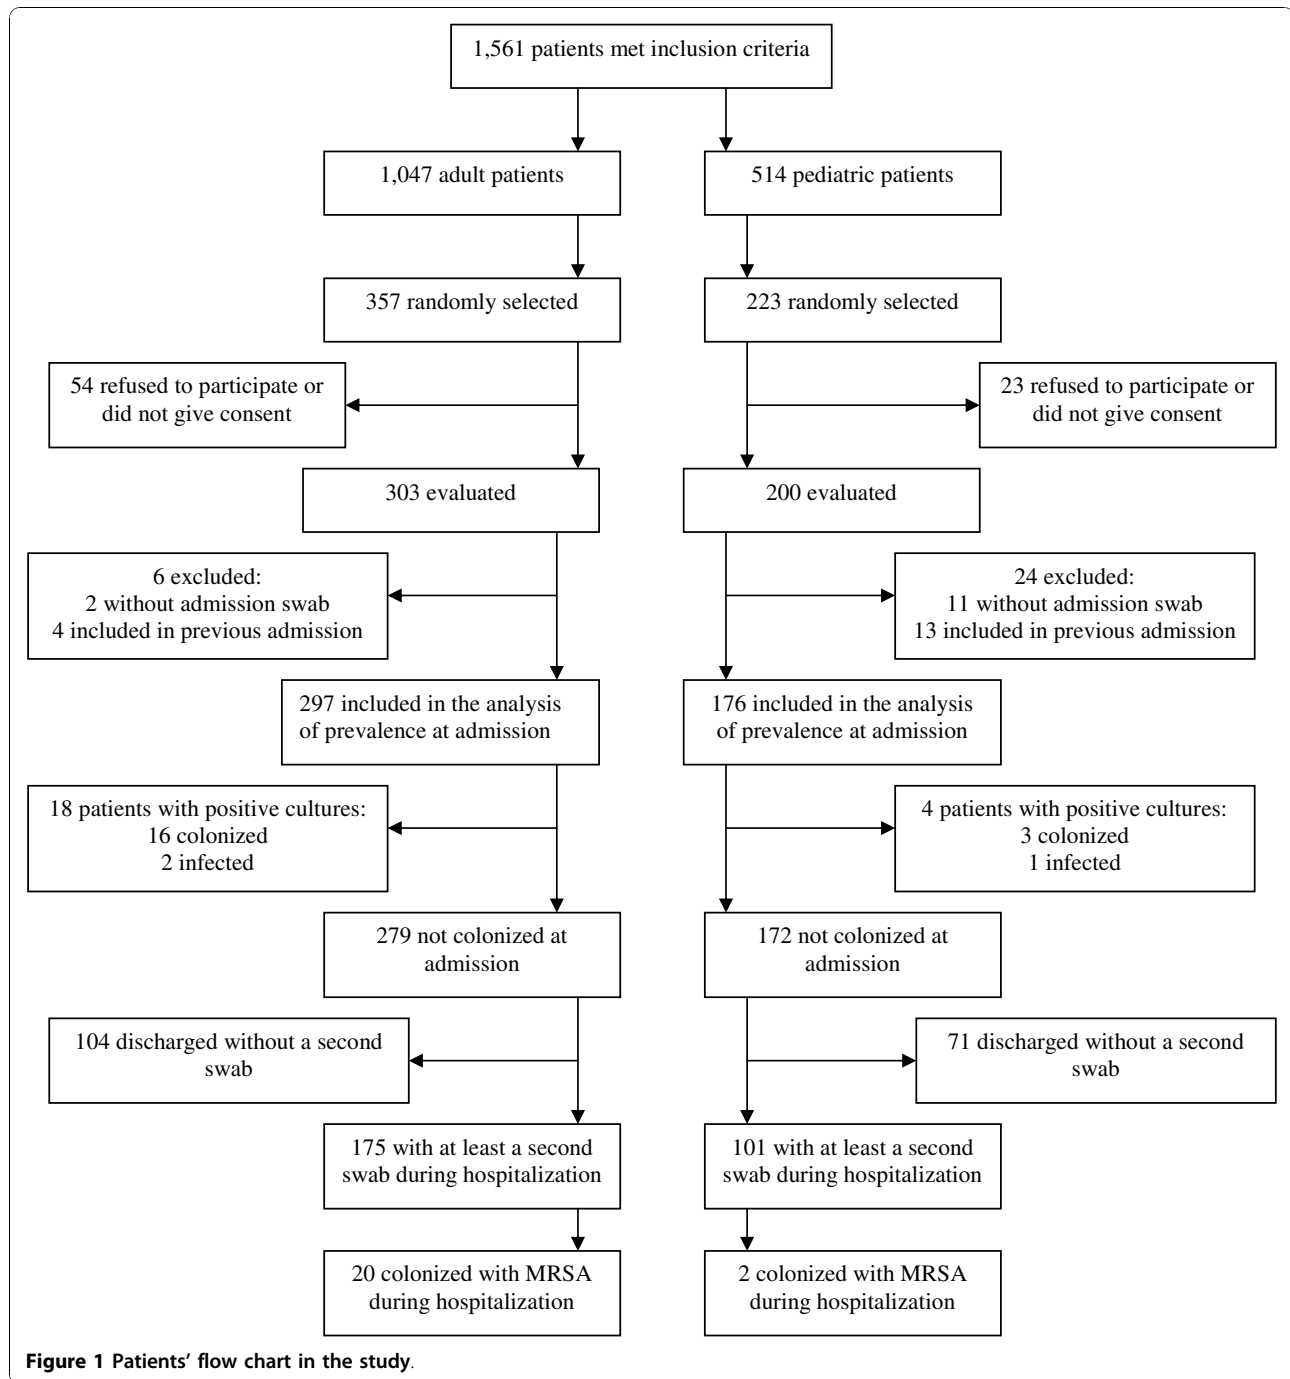 1,561 patients met inclusion criteria
1,047 adult patients
514 pediatric patients
357 randomly selected
223 randomly selected
54 refused to participate or
did not give consent
23 refused to participate or
did not give consent
303 evaluated
200 evaluated
6 excluded:
2 without admission swab
4 included in previous admission
24 excluded:
11 without admission swab
13 included in previous admission
297 included in the analysis
of prevalence at admission
176 included in the analysis
of prevalence at admission
18 patients with positive cultures:
16 colonized
2 infected
4 patients with positive cultures:
3 colonized
1 infected
279 not colonized at
admission
172 not colonized at
admission
104 discharged without a second
swab
71 discharged without a second
swab
175 with at least a second
swab during hospitalization
101 with at least a second
swab during hospitalization
20 colonized with MRSA
during hospitalization
2 colonized with MRSA
during hospitalization
Figure 1 Patients’ flow chart in the study.